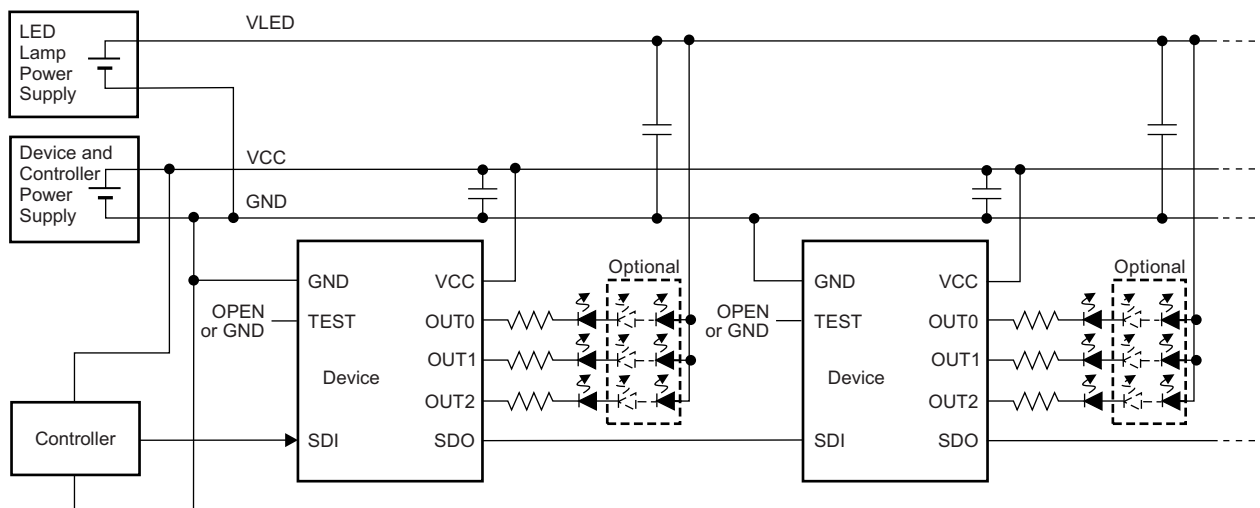 LED
Lamp
Power
Supply
VLED
Device and
Controller
Power
Supply
VCC
GND
GND
VCC
OPEN
or GND
TEST
OUT0
OUT1
Device
OUT2
SDI
SDO
Optional
GND
VCC
OPEN
or GND
TEST
OUT0
OUT1
Device
OUT2
SDI
SDO
Optional
Controller